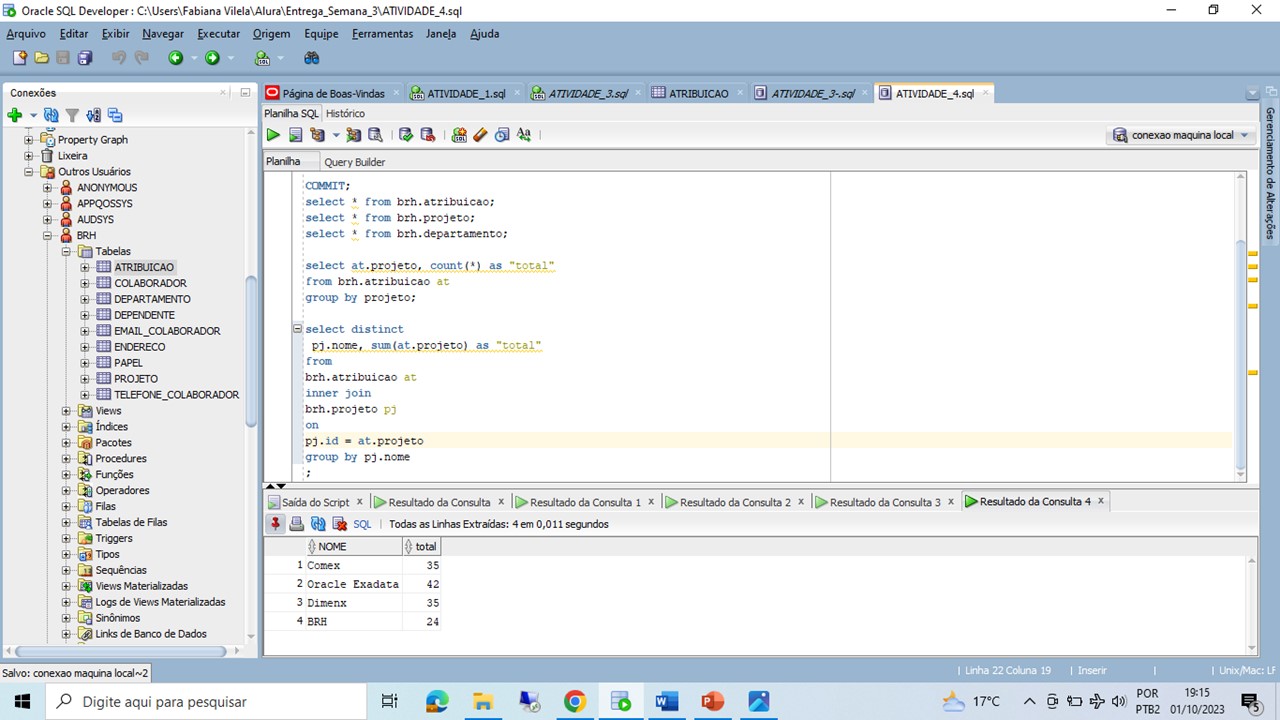 Oracle SQL Developer : C:\Users\Fabiana Vilela\Alura\Entrega_Semana_3\ATIVIDADE_4.sql
Arquivo Editar Exibir Navegar Executar Origem Equipe Ferramentas Janela Ajuda
Conexões
Property Graph
Lixeira
Outros Usuários
ANONYMOUS
APPQOSSYS
AUDSYS
BRH
Tabelas
ATRIBUICAO
COLABORADOR
DEPARTAMENTO
DEPENDENTE
EMAIL_COLABORADOR
ENDERECO
PAPEL
PROJETO
TELEFONE_COLABORADOR
Views
Índices
Pacotes
Procedures
Funções
Operadores
Filas
Tabelas de Filas
Triggers
Tipos
Sequências
Views Materializadas
Logs de Views Materializadas
Sinônimos
Links de Banco de Dados
Página de Boas-Vindas ATIVIDADE_1.sql ATIVIDADE_3.sql ATRIBUICAO ATIVIDADE_3-.sql ATIVIDADE_4.sql
Planilha SQL Histórico
conexao maquina local
Planilha Query Builder
COMMIT;
select * from brh.atribuicao;
select * from brh.projeto;
select * from brh.departamento;
select at.projeto, count(*) as "total"
from brh.atribuicao at
group by projeto;
select distinct
pj.nome, sum(at.projeto) as "total"
from
brh.atribuicao at
inner join
brh.projeto pj
on
pj.id = at.projeto
group by pj.nome
;
Gerenciamento de Alterações
Saída do Script Resultado da Consulta Resultado da Consulta 1 Resultado da Consulta 2 Resultado da Consulta 3 Resultado da Consulta 4
SQL Todas as Linhas Extraídas: 4 em 0,011 segundos
NOME total
1 Comex 35
2 Oracle Exadata 42
3 Dimenx 35
4 BRH 24
Salvo: conexao maquina local~2
Linha 22 Coluna 19 Inserir Unix/Mac: LF
Digite aqui para pesquisar
17°C
POR
PTB2
19:15
01/10/2023
5